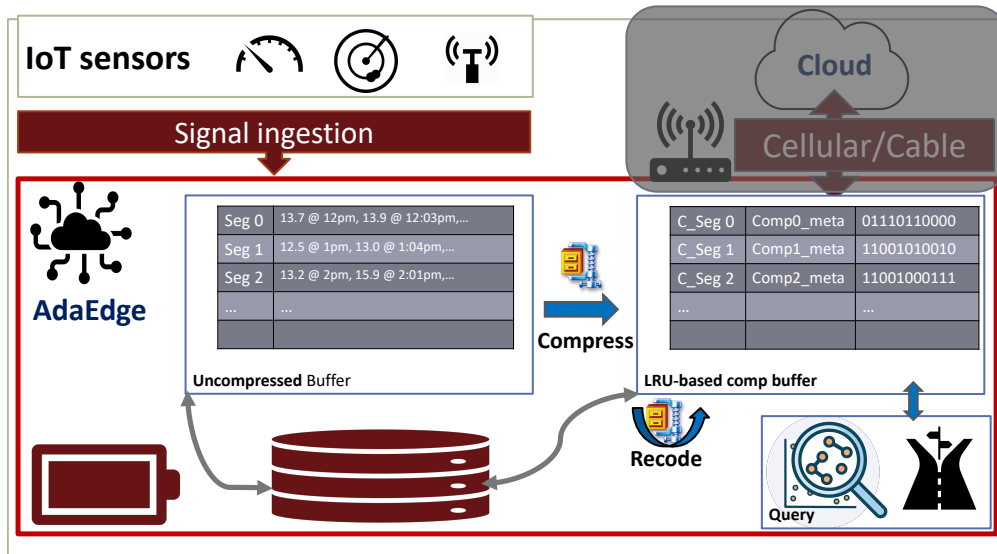 IoT sensors
Cloud
Signal ingestion
Cellular/Cable
AdaEdge
Seg 0 13.7 @ 12pm, 13.9 @ 12:03pm,...
Seg 1 12.5 @ 1pm, 13.0 @ 1:04pm,...
Seg 2 13.2 @ 2pm, 15.9 @ 2:01pm,...
... ...
Uncompressed Buffer
Compress
C_Seg 0 Comp0_meta 01110110000
C_Seg 1 Comp1_meta 11001010010
C_Seg 2 Comp2_meta 11001000111
... ...
LRU-based comp buffer
Recode
Query